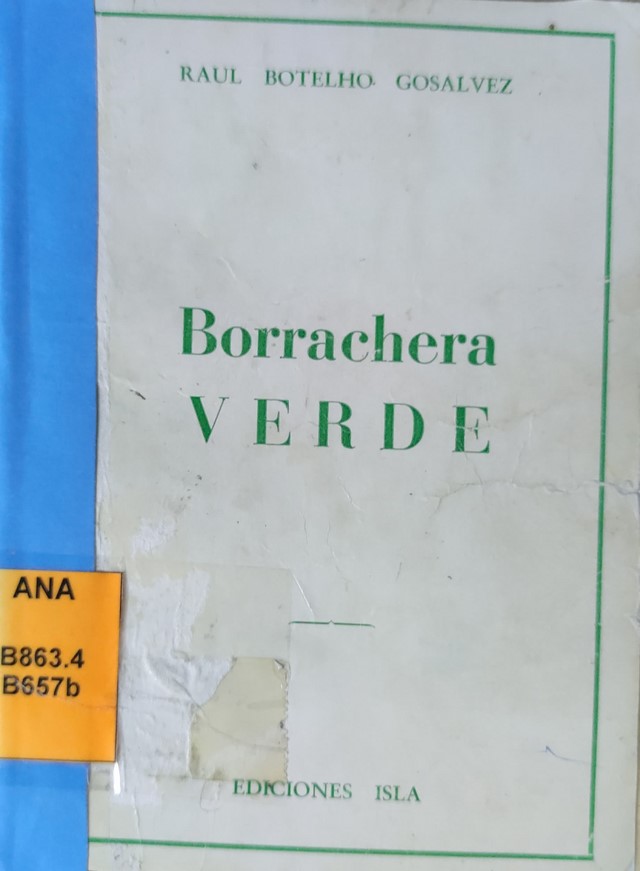 RAUL BOTELHO GOSALVEZ
Borrachera
VERDE
ANA
B863.4
B657b
EDICIONES ISLA